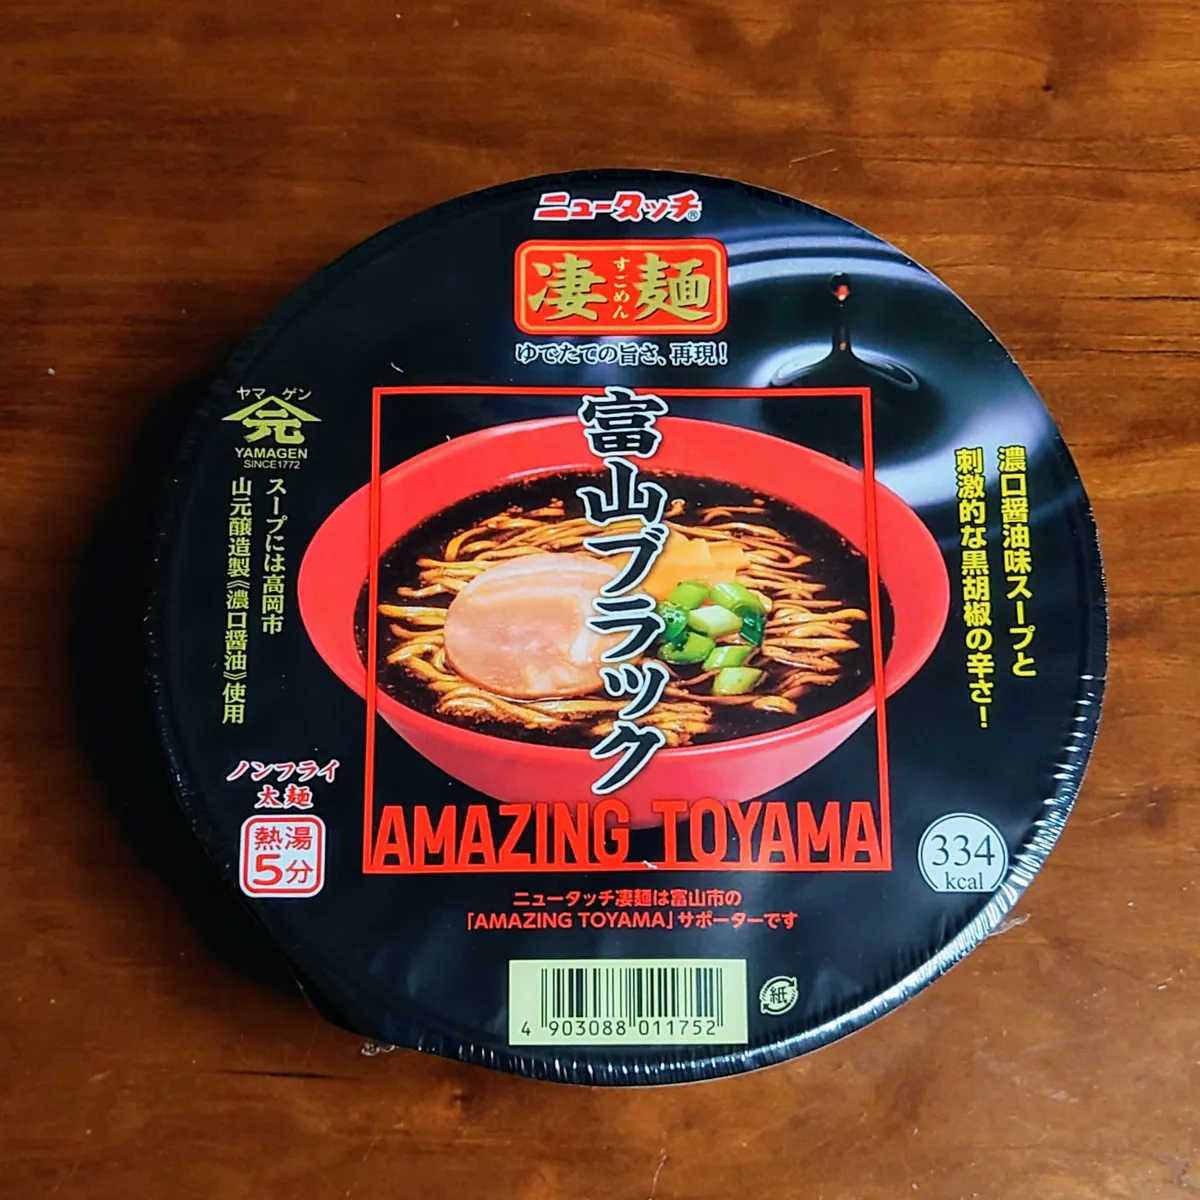 ニュータッチ®
凄麺
すごめん
ゆでたての旨さ、再現!
富山ブラック
濃口醤油味スープと
刺激的な黒胡椒の辛さ!
ヤマ ゲン
元
YAMAGEN
SINCE1772
スープには高岡市
山元醸造製《濃口醤油》使用
ノンフライ
太麺
熱湯
5分
AMAZING TOYAMA
334
kcal
ニュータッチ凄麺は富山市の
「AMAZING TOYAMA」サポーターです
4 903088 011752
紙